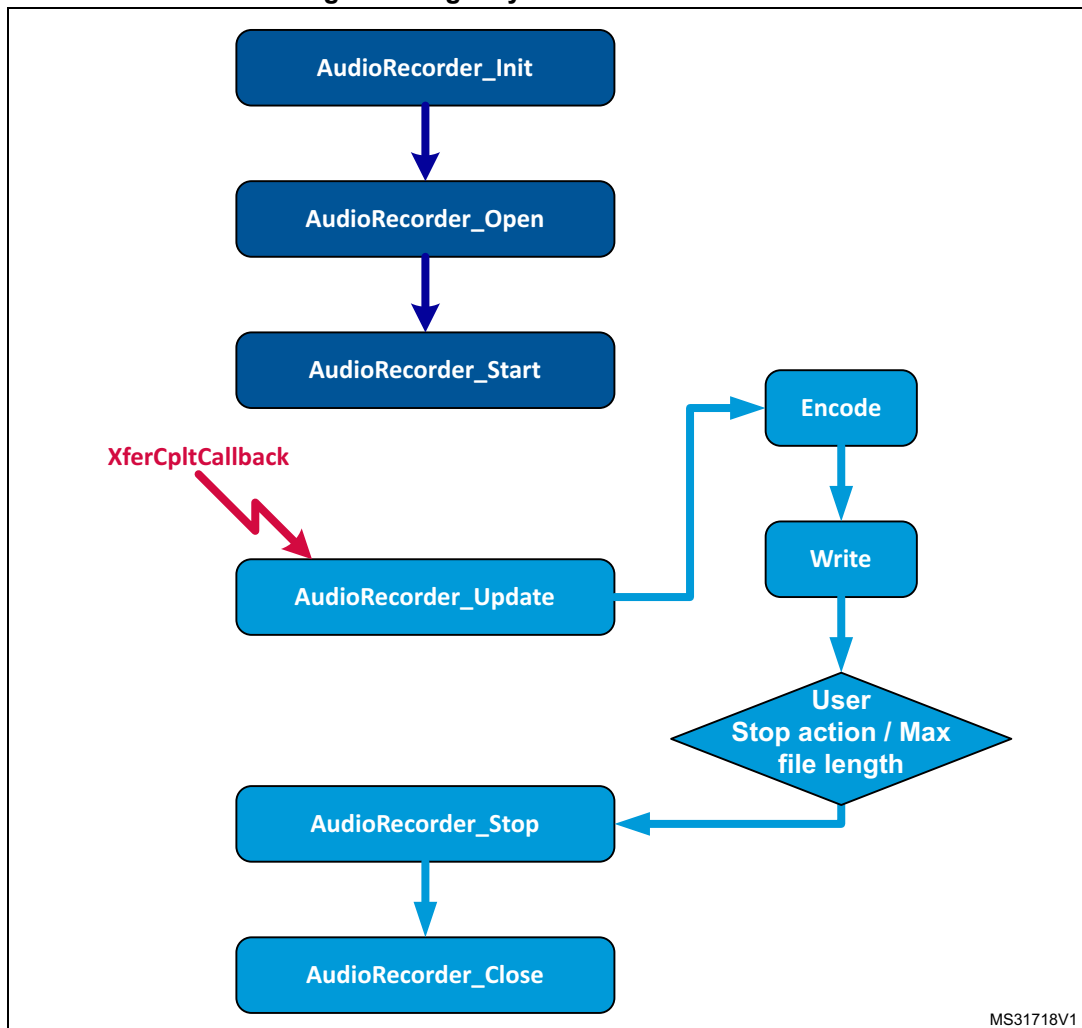 AudioRecorder_Init
AudioRecorder_Open
AudioRecorder_Start
Encode
XferCpltCallback
Write
AudioRecorder_Update
User
Stop action / Max
file length
AudioRecorder_Stop
AudioRecorder_Close
MS31718V1